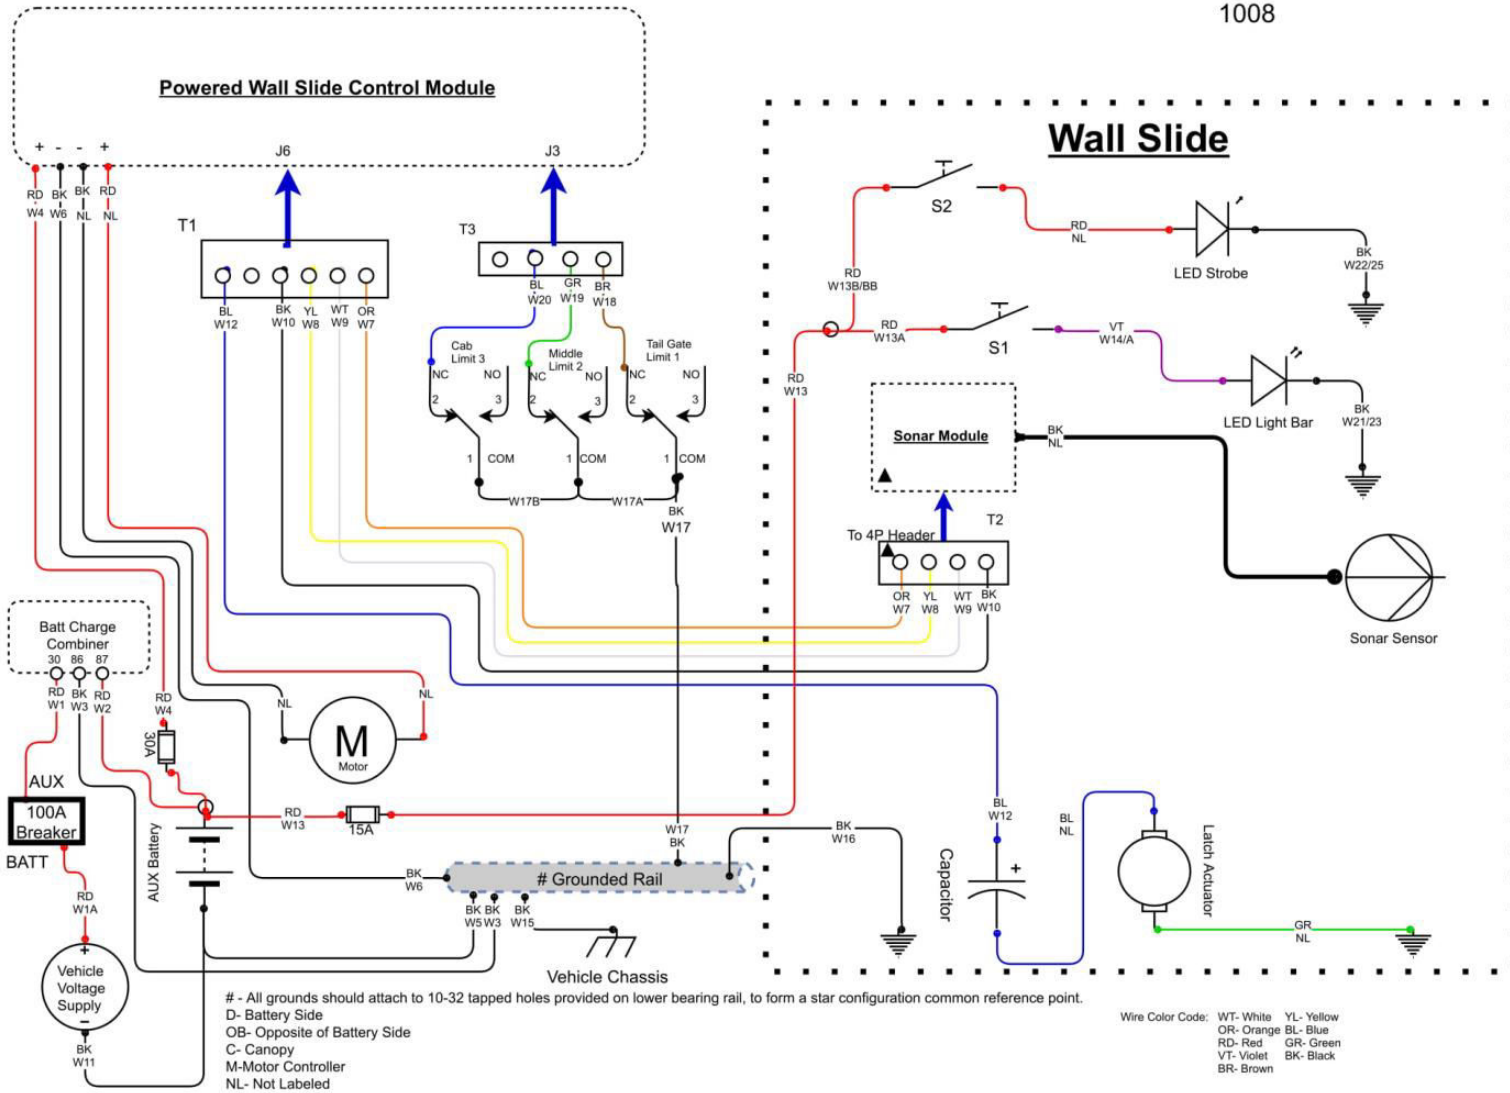 1008
Powered Wall Slide Control Module
+ - - +
J6
J3
RD
W4
BK
W6
BK
NL
RD
NL
T1
T3
BL
W12
BK
W10
YL
W8
WT
W9
OR
W7
BL
W20
GR
W19
BR
W18
Cab
Limit 3
Middle
Limit 2
Tail Gate
Limit 1
NC
NO
NC
NO
NC
NO
2
3
2
3
2
3
1 COM
1 COM
1 COM
W17B
W17A
BK
W17
Wall Slide
S2
RD
NL
LED Strobe
BK
W22/25
RD
W13B/BB
RD
W13A
S1
VT
W14/A
RD
W13
LED Light Bar
BK
W21/23
Sonar Module
BK
NL
T2
To 4P Header
OR
W7
YL
W8
WT
W9
BK
W10
Sonar Sensor
Batt Charge
Combiner
30 86 87
RD
W1
BK
W3
RD
W2
RD
W4
30A
NL
NL
M
Motor
AUX
100A
Breaker
BATT
RD
W1A
AUX Battery
RD
W13
15A
W17
BK
BK
W6
# Grounded Rail
BK
W16
BK
W5
BK
W3
BK
W15
Vehicle Chassis
+
Vehicle
Voltage
Supply
-
BK
W11
BL
W12
+
Capacitor
BL
NL
Latch Actuator
GR
NL
# - All grounds should attach to 10-32 tapped holes provided on lower bearing rail, to form a star configuration common reference point.
D- Battery Side
OB- Opposite of Battery Side
C- Canopy
M-Motor Controller
NL- Not Labeled
Wire Color Code: WT- White YL- Yellow
OR- Orange BL- Blue
RD- Red GR- Green
VT- Violet BK- Black
BR- Brown